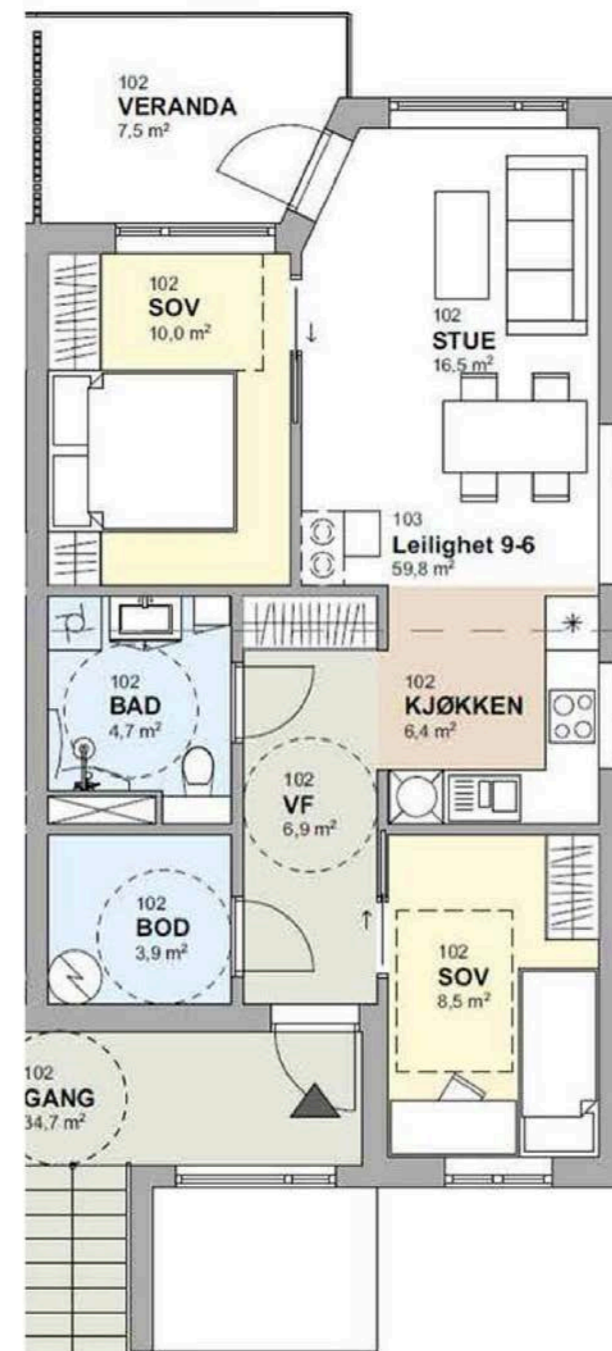 102
VERANDA
7,5 m²
102
SOV
10,0 m²
102
STUE
16,5 m²
103
Leilighet 9-6
59,8 m²
102
BAD
4,7 m²
102
KJØKKEN
6,4 m²
102
VF
6,9 m²
102
BOD
3,9 m²
102
SOV
8,5 m²
102
GANG
34,7 m²